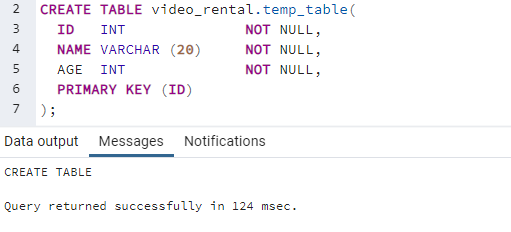 2 CREATE TABLE video_rental.temp_table(
3 ID INT NOT NULL,
4 NAME VARCHAR (20) NOT NULL,
5 AGE INT NOT NULL,
6 PRIMARY KEY (ID)
7 );
Data output Messages Notifications
CREATE TABLE
Query returned successfully in 124 msec.